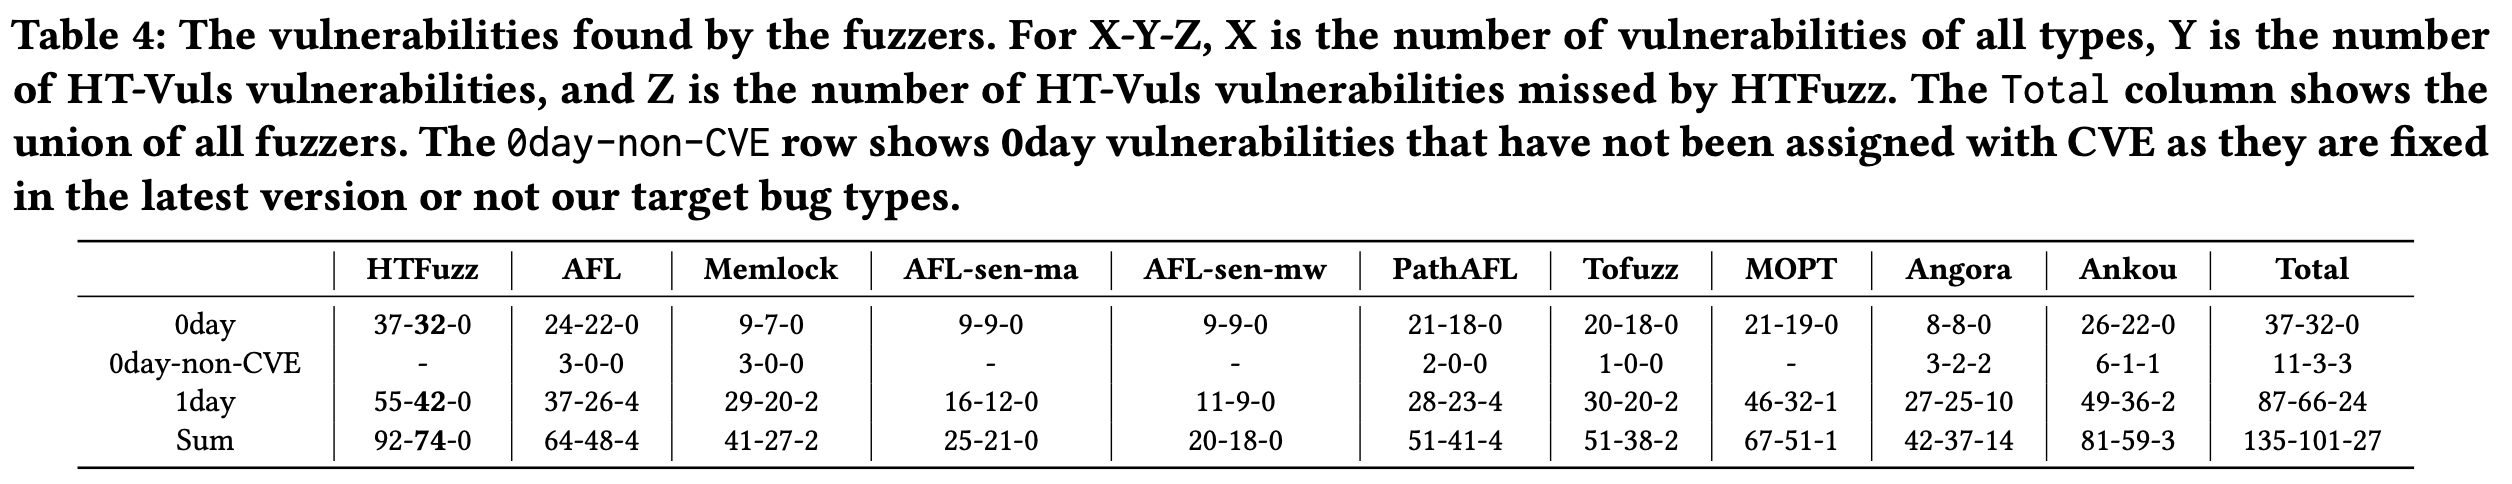 Table 4: The vulnerabilities found by the fuzzers. For X-Y-Z, X is the number of vulnerabilities of all types, Y is the number
of HT-Vuls vulnerabilities, and Z is the number of HT-Vuls vulnerabilities missed by HTFuzz. The Total column shows the
union of all fuzzers. The 0day-non-CVE row shows 0day vulnerabilities that have not been assigned with CVE as they are fixed
in the latest version or not our target bug types.
HTFuzz AFL Memlock AFL-sen-ma AFL-sen-mw PathAFL Tofuzz MOPT Angora Ankou Total
0day 37-32-0 24-22-0 9-7-0 9-9-0 9-9-0 21-18-0 20-18-0 21-19-0 8-8-0 26-22-0 37-32-0
0day-non-CVE - 3-0-0 3-0-0 - - 2-0-0 1-0-0 - 3-2-2 6-1-1 11-3-3
1day 55-42-0 37-26-4 29-20-2 16-12-0 11-9-0 28-23-4 30-20-2 46-32-1 27-25-10 49-36-2 87-66-24
Sum 92-74-0 64-48-4 41-27-2 25-21-0 20-18-0 51-41-4 51-38-2 67-51-1 42-37-14 81-59-3 135-101-27